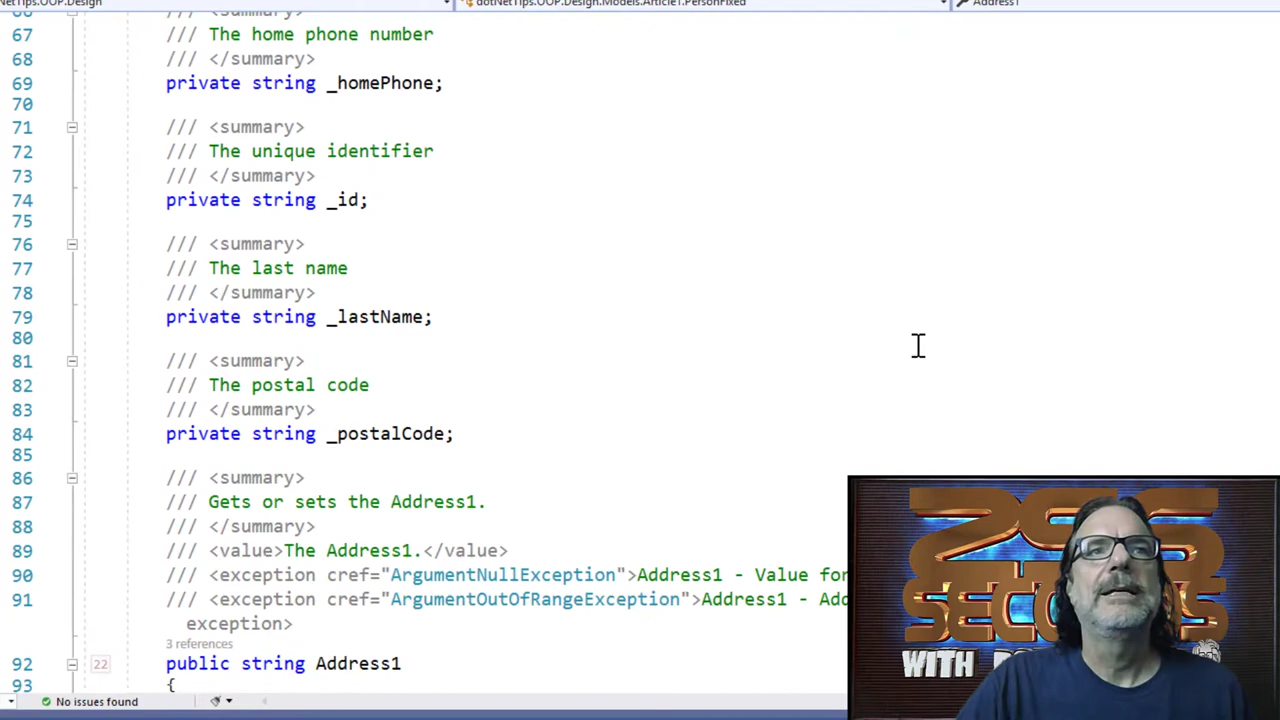 NetTips.OOP.Design dotNetTips.OOP.Design.Models.Article1.PersonFixed Address1
66 /// <summary>
67 /// The home phone number
68 /// </summary>
69 private string _homePhone;
70
71 /// <summary>
72 /// The unique identifier
73 /// </summary>
74 private string _id;
75
76 /// <summary>
77 /// The last name
78 /// </summary>
79 private string _lastName;
80
81 /// <summary>
82 /// The postal code
83 /// </summary>
84 private string _postalCode;
85
86 /// <summary>
87 /// Gets or sets the Address1.
88 /// </summary>
89 /// <value>The Address1.</value>
90 /// <exception cref="ArgumentNullException">Address1 - Value for
91 /// <exception cref="ArgumentOutOfRangeException">Address1 - Add
exception>
3 references
92 22 public string Address1
93 {
No issues found
SECONDS
WITH